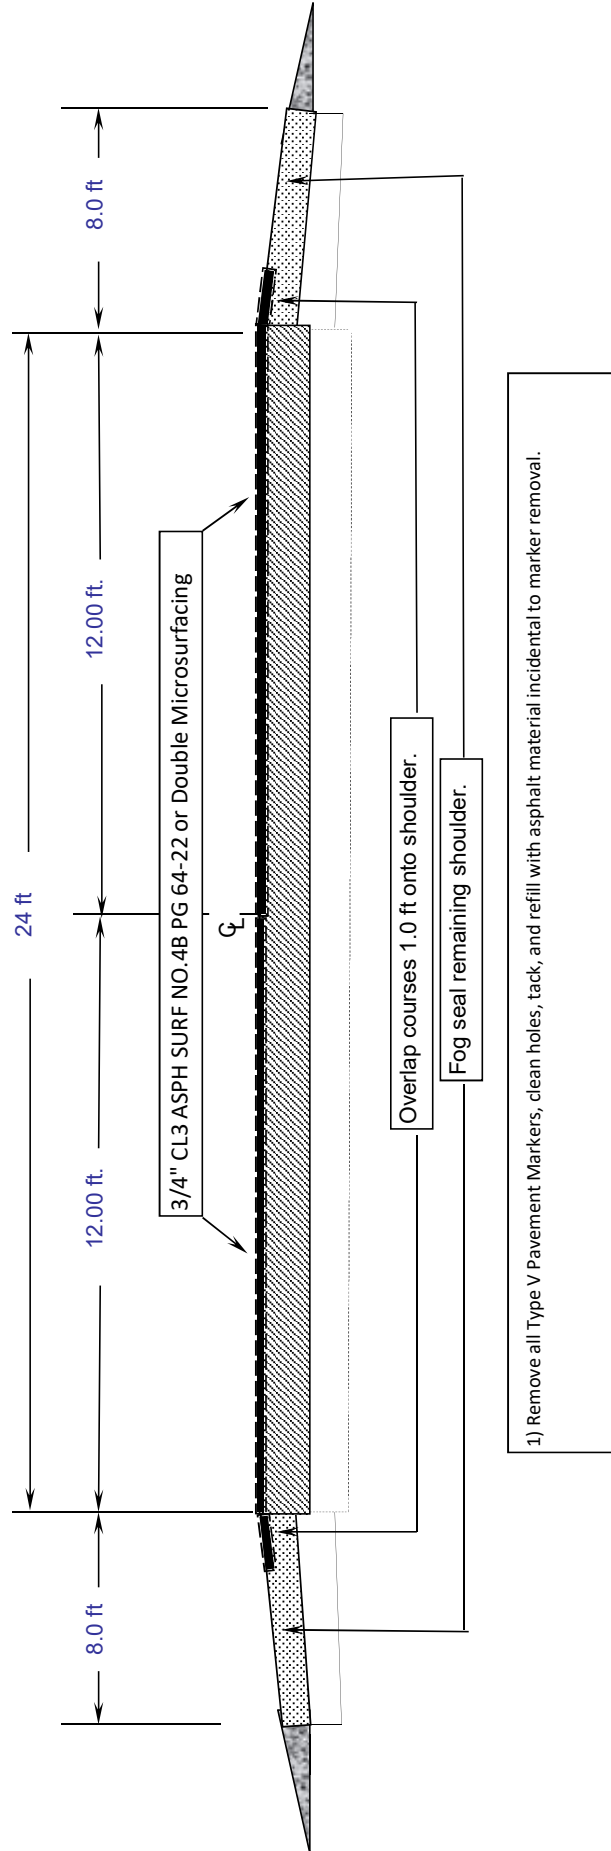 24 ft
8.0 ft
12.00 ft.
12.00 ft.
8.0 ft
3/4" CL3 ASPH SURF NO.4B PG 64-22 or Double Microsurfacing
CL
Overlap courses 1.0 ft onto shoulder.
Fog seal remaining shoulder.
1) Remove all Type V Pavement Markers, clean holes, tack, and refill with asphalt material incidental to marker removal.